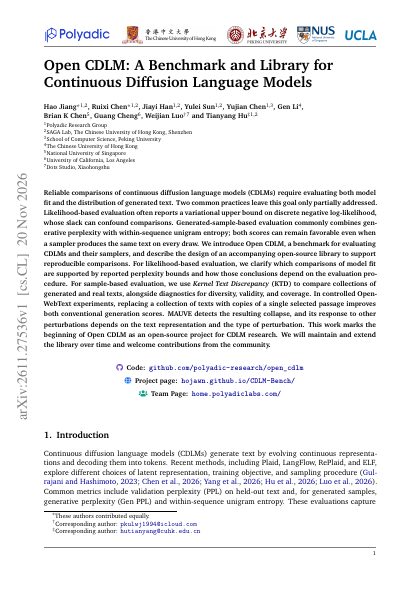 Polyadic
香港中文大學
The Chinese University of Hong Kong
北京大学
PEKING UNIVERSITY
NUS
National University
of Singapore
UCLA
Open CDLM: A Benchmark and Library for
Continuous Diffusion Language Models
Hao Jiang*1,2, Ruixi Chen*1,2, Jiayi Han1,2, Yulei Sun1,2, Yujian Chen1,3, Gen Li4,
Brian K Chen5, Guang Cheng6, Weijian Luo†7 and Tianyang Hu‡1,2
1Polyadic Research Group
2SAGA Lab, The Chinese University of Hong Kong, Shenzhen
3School of Computer Science, Peking University
4The Chinese University of Hong Kong
5National University of Singapore
6University of California, Los Angeles
7Dots Studio, Xiaohongshu
Reliable comparisons of continuous diffusion language models (CDLMs) require evaluating both model
fit and the distribution of generated text. Two common practices leave this goal only partially addressed.
Likelihood-based evaluation often reports a variational upper bound on discrete negative log-likelihood,
whose slack can confound comparisons. Generated-sample-based evaluation commonly combines gen-
erative perplexity with within-sequence unigram entropy; both scores can remain favorable even when
a sampler produces the same text on every draw. We introduce Open CDLM, a benchmark for evaluating
CDLMs and their samplers, and describe the design of an accompanying open-source library to support
reproducible comparisons. For likelihood-based evaluation, we clarify which comparisons of model fit
are supported by reported perplexity bounds and how those conclusions depend on the evaluation pro-
cedure. For sample-based evaluation, we use Kernel Text Discrepancy (KTD) to compare collections of
generated and real texts, alongside diagnostics for diversity, validity, and coverage. In controlled Open-
WebText experiments, replacing a collection of texts with copies of a single selected passage improves
both conventional generation scores. MAUVE detects the resulting collapse, and its response to other
perturbations depends on the text representation and the type of perturbation. This work marks the
beginning of Open CDLM as an open-source project for CDLM research. We will maintain and extend
the library over time and welcome contributions from the community.
Code: github.com/polyadic-research/open_cdlm
Project page: hojawn.github.io/CDLM-Bench/
Team Page: home.polyadiclabs.com/
arXiv:2611.27536v1 [cs.CL] 20 Nov 2026
1. Introduction
Continuous diffusion language models (CDLMs) generate text by evolving continuous representations
and decoding them into tokens. Recent methods, including Plaid, LangFlow, RePlaid, and ELF,
explore different choices of latent representation, training objective, and sampling procedure (Gul-
rajani and Hashimoto, 2023; Chen et al., 2026; Yang et al., 2026; Hu et al., 2026; Luo et al., 2026).
Common metrics include validation perplexity (PPL) on held-out text and, for generated samples,
generative perplexity (Gen PPL) and within-sequence unigram entropy. These evaluations capture
*These authors contributed equally.
†Corresponding author: pkulwj1994@icloud.com
‡Corresponding author: hutianyang@cuhk.edu.cn
1